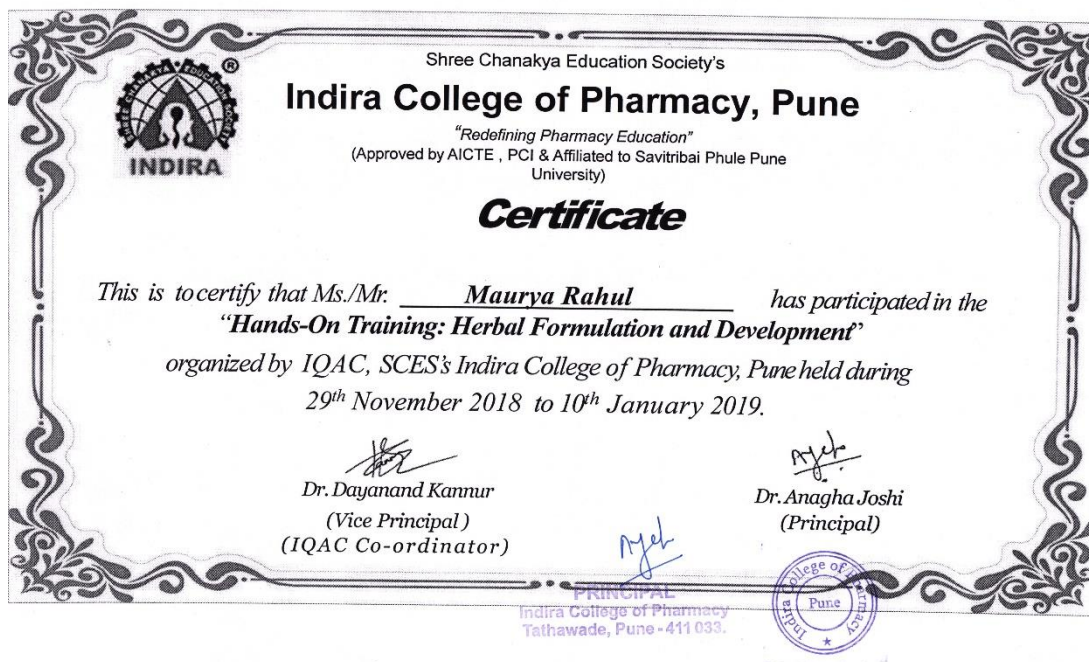 Shree Chanakya Education Society's
Indira College of Pharmacy, Pune
"Redefining Pharmacy Education"
(Approved by AICTE , PCI & Affiliated to Savitribai Phule Pune
University)
SHREE CHANAKYA EDUCATION SOCIETY
®
INDIRA
Certificate
This is to certify that Ms./Mr. Maurya Rahul has participated in the
"Hands-On Training: Herbal Formulation and Development"
organized by IQAC, SCES's Indira College of Pharmacy, Pune held during
29th November 2018 to 10th January 2019.
Dr. Dayanand Kannur
(Vice Principal)
(IQAC Co-ordinator)
Dr. Anagha Joshi
(Principal)
PRINCIPAL
Indira College of Pharmacy
Tathawade, Pune - 411 033.
Indira College of Pharmacy
Pune